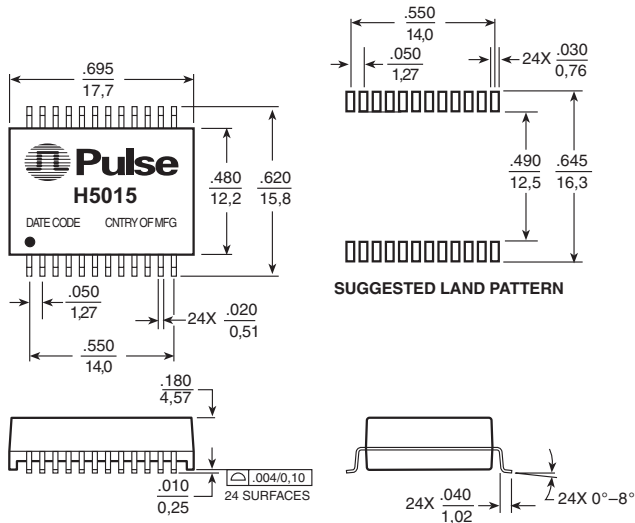 .695
17,7
Pulse
H5015
DATE CODE CNTRY OF MFG
.480
12,2
.620
15,8
.050
1,27
24X .020
0,51
.550
14,0
.550
14,0
.050
1,27
24X .030
0,76
.490
12,5
.645
16,3
SUGGESTED LAND PATTERN
.180
4,57
.010
0,25
.004/0,10
24 SURFACES
24X .040
1,02
24X 0°–8°